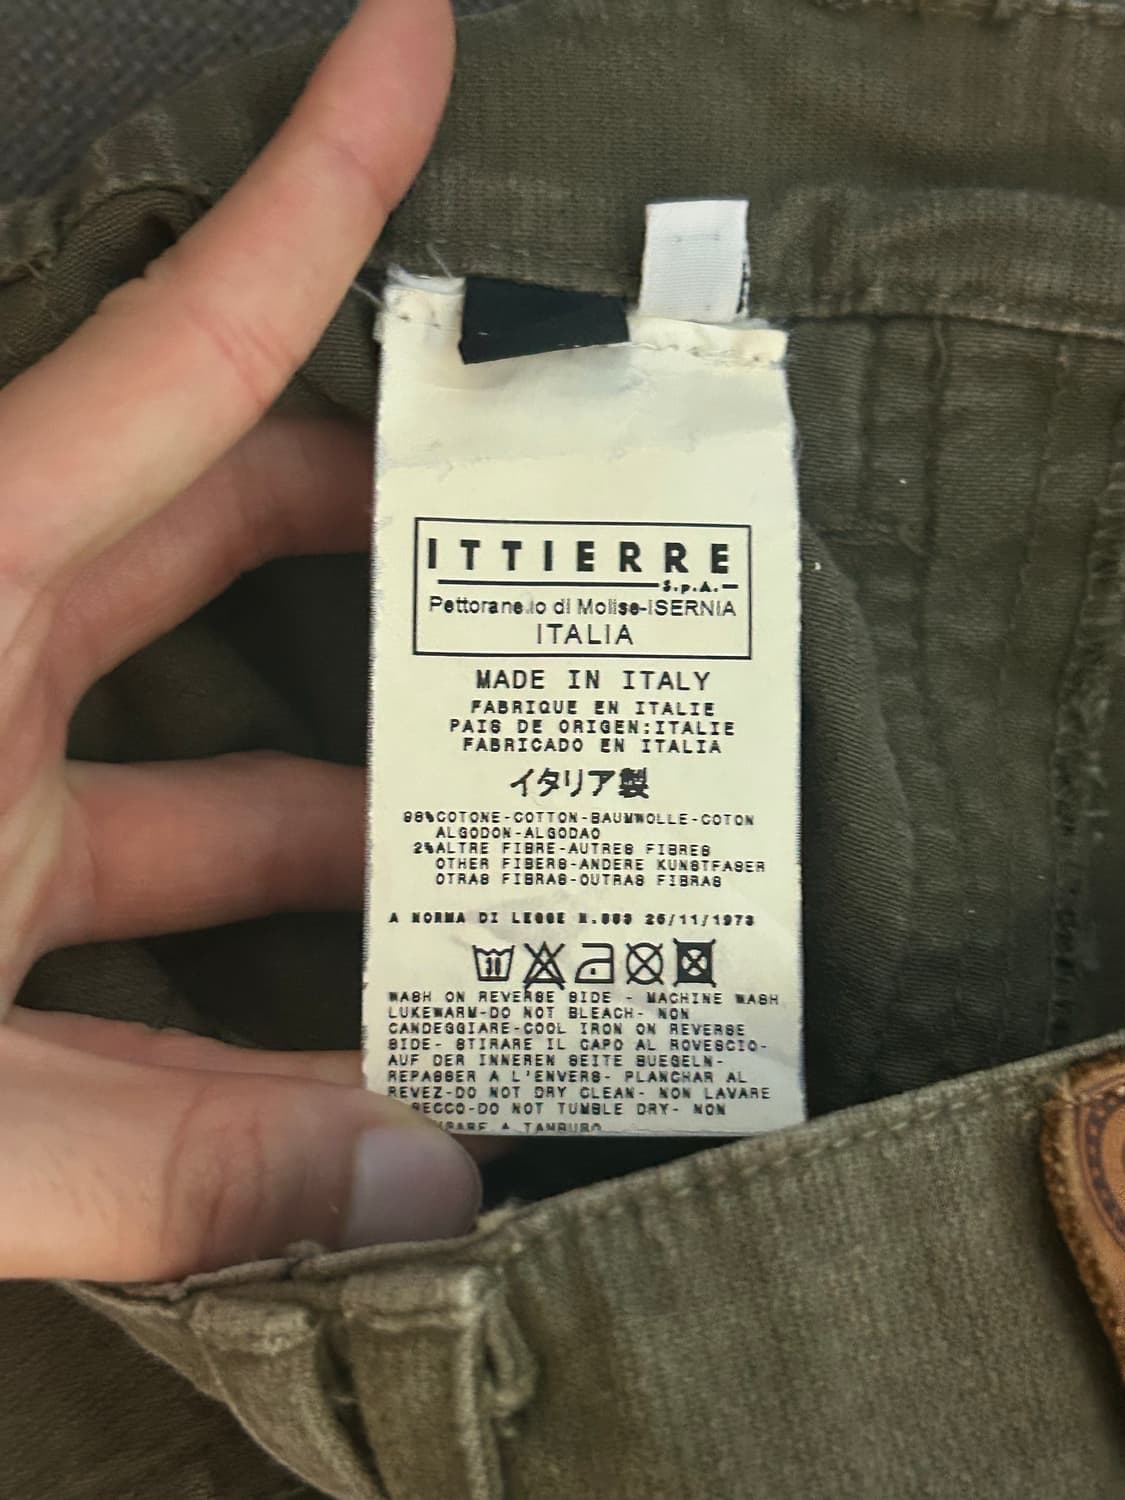 ITTIERRE
S.p.A.
Pettoranello di Molise-ISERNIA
ITALIA
MADE IN ITALY
FABRIQUE EN ITALIE
PAIS DE ORIGEN:ITALIE
FABRICADO EN ITALIA
イタリア製
98%COTONE-COTTON-BAUMWOLLE-COTON
ALGODON-ALGODAO
2%ALTRE FIBRE-AUTRES FIBRES
OTHER FIBERS-ANDERE KUNSTFASER
OTRAS FIBRAS-OUTRAS FIBRAS
A NORMA DI LEGGE N.883 26/11/1973
30
WASH ON REVERSE SIDE - MACHINE WASH
LUKEWARM-DO NOT BLEACH- NON
CANDEGGIARE-COOL IRON ON REVERSE
SIDE- STIRARE IL CAPO AL ROVESCIO-
AUF DER INNEREN SEITE BUEGELN-
REPASSER A L'ENVERS- PLANCHAR AL
REVEZ-DO NOT DRY CLEAN- NON LAVARE
SECCO-DO NOT TUMBLE DRY- NON
A TAMBURO